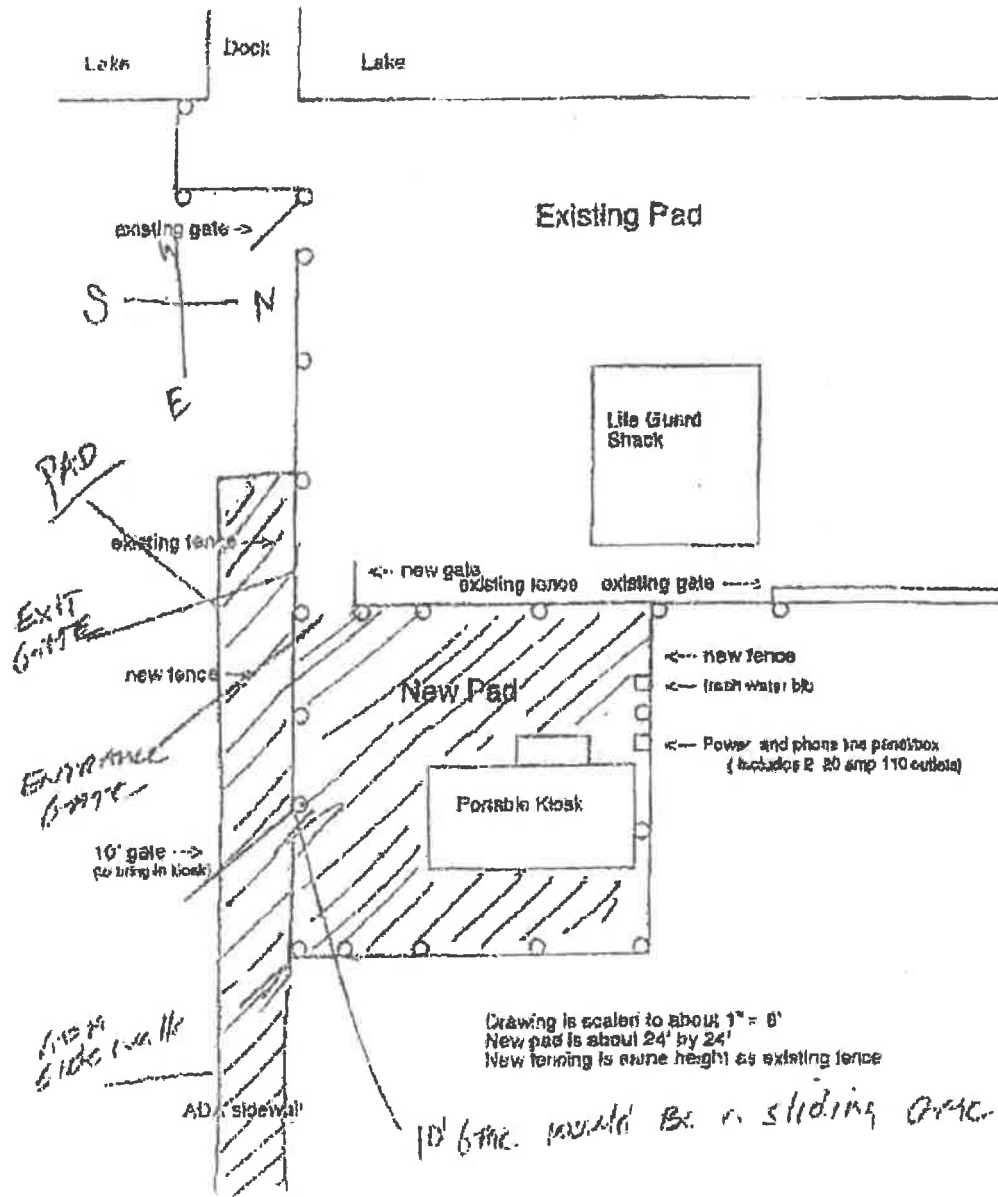 Lake
Dock
Lake
existing gate ->
Existing Pad
W
S
N
E
Life Guard
Shack
PAD
existing fence ->
<-- new gate
existing fence
existing gate --->
EXIT
GATE
new fence ->
New Pad
<--- new fence
<--- fresh water bib
ENTRANCE
<--- Power and phone line panelbox
( includes 2 20 amp 110 outlets)
Portable Kiosk
10' gate --->
(to bring in kiosk)
Drawing is scaled to about 1" = 6'
New pad is about 24' by 24'
New fencing is same height as existing fence
ADA sidewalk
10' gate would Be a sliding